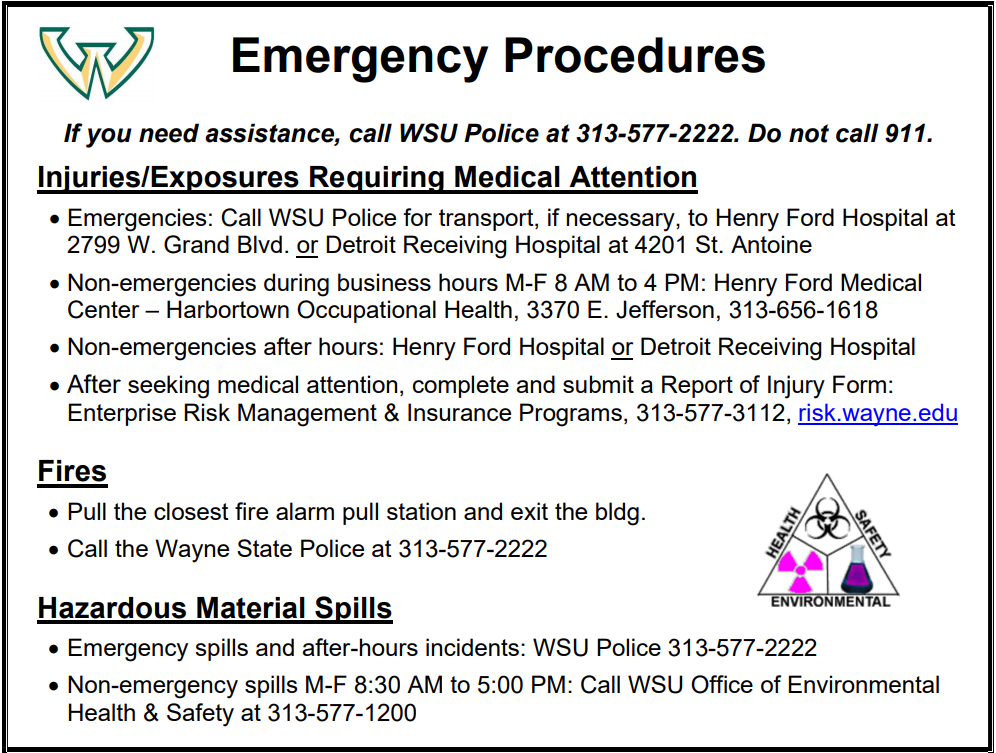 Emergency Procedures
If you need assistance, call WSU Police at 313-577-2222. Do not call 911.
Injuries/Exposures Requiring Medical Attention
• Emergencies: Call WSU Police for transport, if necessary, to Henry Ford Hospital at
2799 W. Grand Blvd. or Detroit Receiving Hospital at 4201 St. Antoine
• Non-emergencies during business hours M-F 8 AM to 4 PM: Henry Ford Medical
Center – Harbortown Occupational Health, 3370 E. Jefferson, 313-656-1618
• Non-emergencies after hours: Henry Ford Hospital or Detroit Receiving Hospital
• After seeking medical attention, complete and submit a Report of Injury Form:
Enterprise Risk Management & Insurance Programs, 313-577-3112, risk.wayne.edu
Fires
• Pull the closest fire alarm pull station and exit the bldg.
• Call the Wayne State Police at 313-577-2222
HEALTH
SAFETY
ENVIRONMENTAL
Hazardous Material Spills
• Emergency spills and after-hours incidents: WSU Police 313-577-2222
• Non-emergency spills M-F 8:30 AM to 5:00 PM: Call WSU Office of Environmental
Health & Safety at 313-577-1200